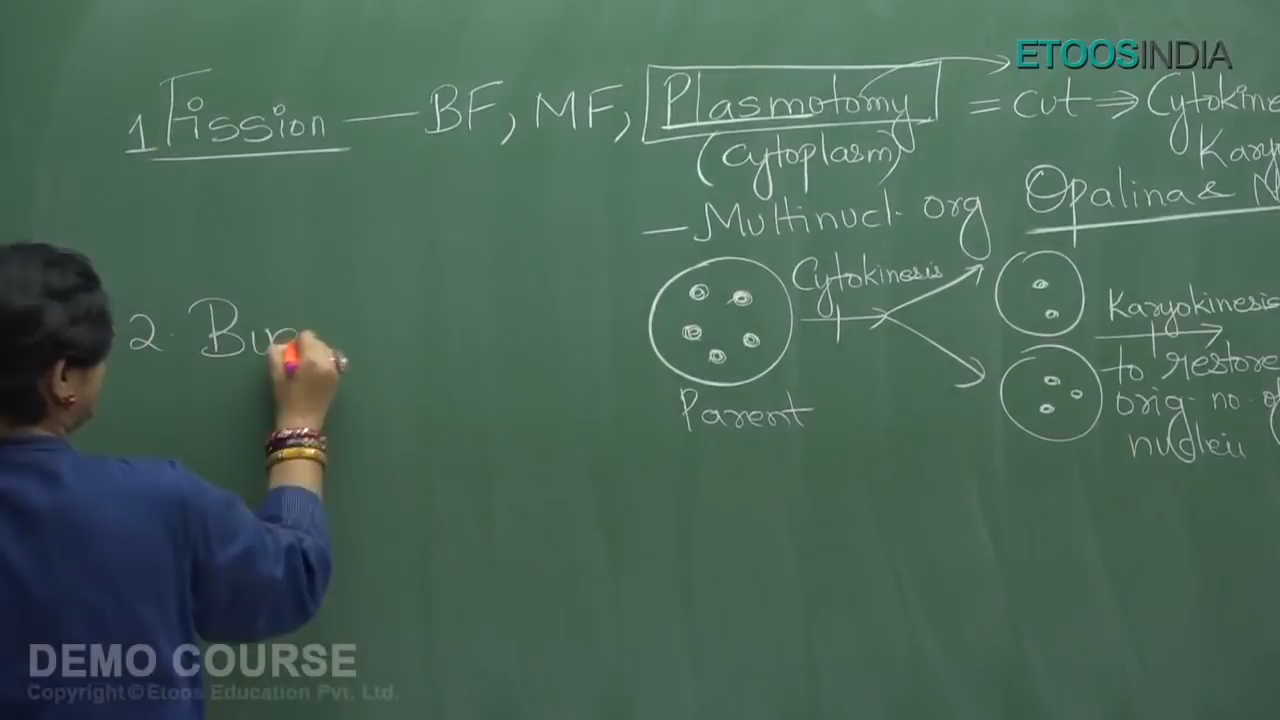 ETOOSINDIA
1. Fission — BF, MF, Plasmotomy = cut ⇒ Cytokine
(cytoplasm) Kary
— Multinucl. org Opalina &
Cytokinesis
Karyokinesis
to restore
orig. no. of
nuclei
Parent
2. Bu
DEMO COURSE
Copyright © Etoos Education Pvt. Ltd.